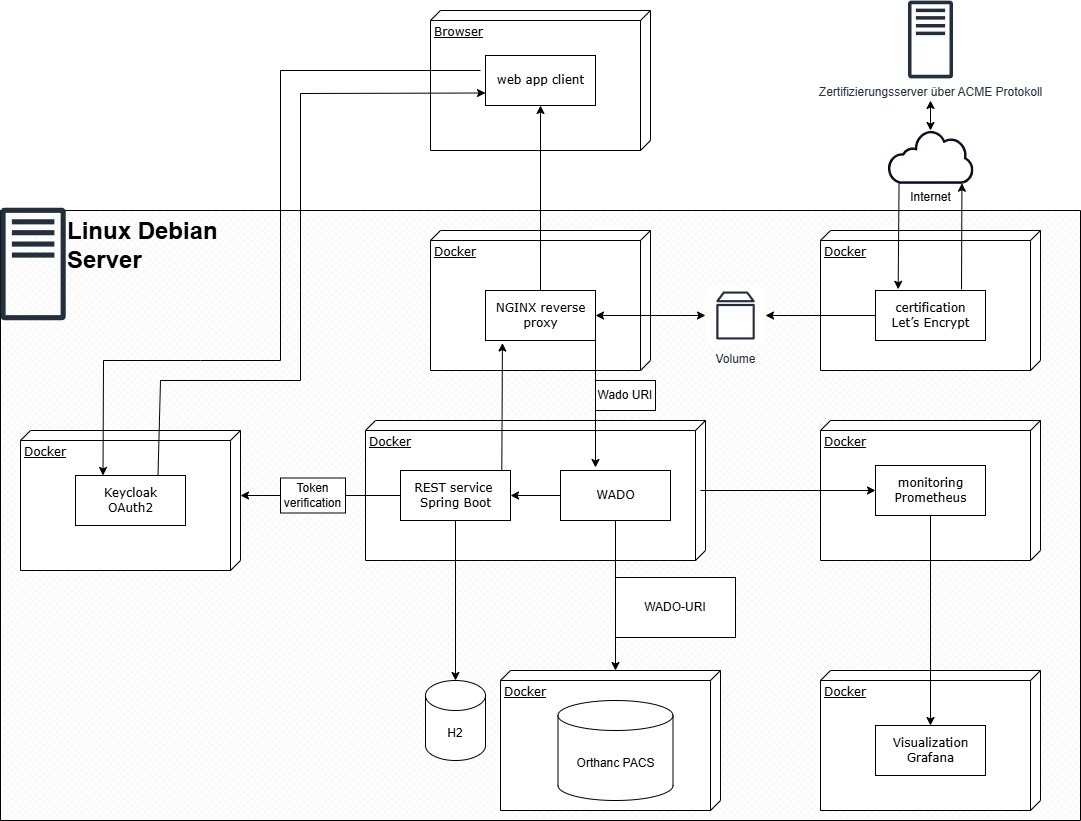 Browser
web app client
Zertifizierungsserver über ACME Protokoll
Internet
Linux Debian
Server
Docker
NGINX reverse
proxy
Volume
Docker
certification
Let's Encrypt
Wado URI
Docker
Keycloak
OAuth2
Token
verification
Docker
REST service
Spring Boot
WADO
Docker
monitoring
Prometheus
WADO-URI
H2
Docker
Orthanc PACS
Docker
Visualization
Grafana